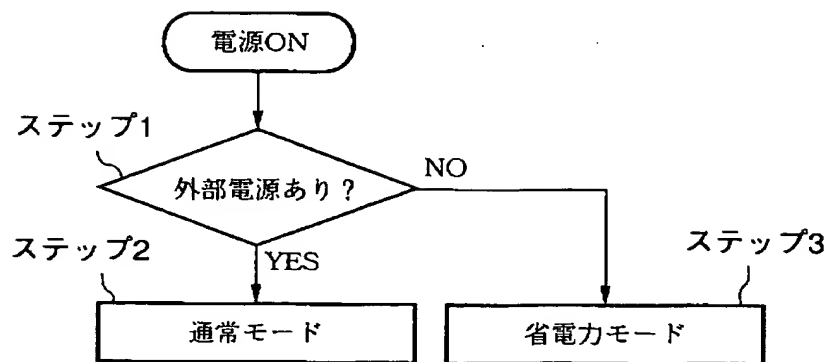 電源ON
ステップ1
外部電源あり?
NO
ステップ2
YES
ステップ3
通常モード
省電力モード